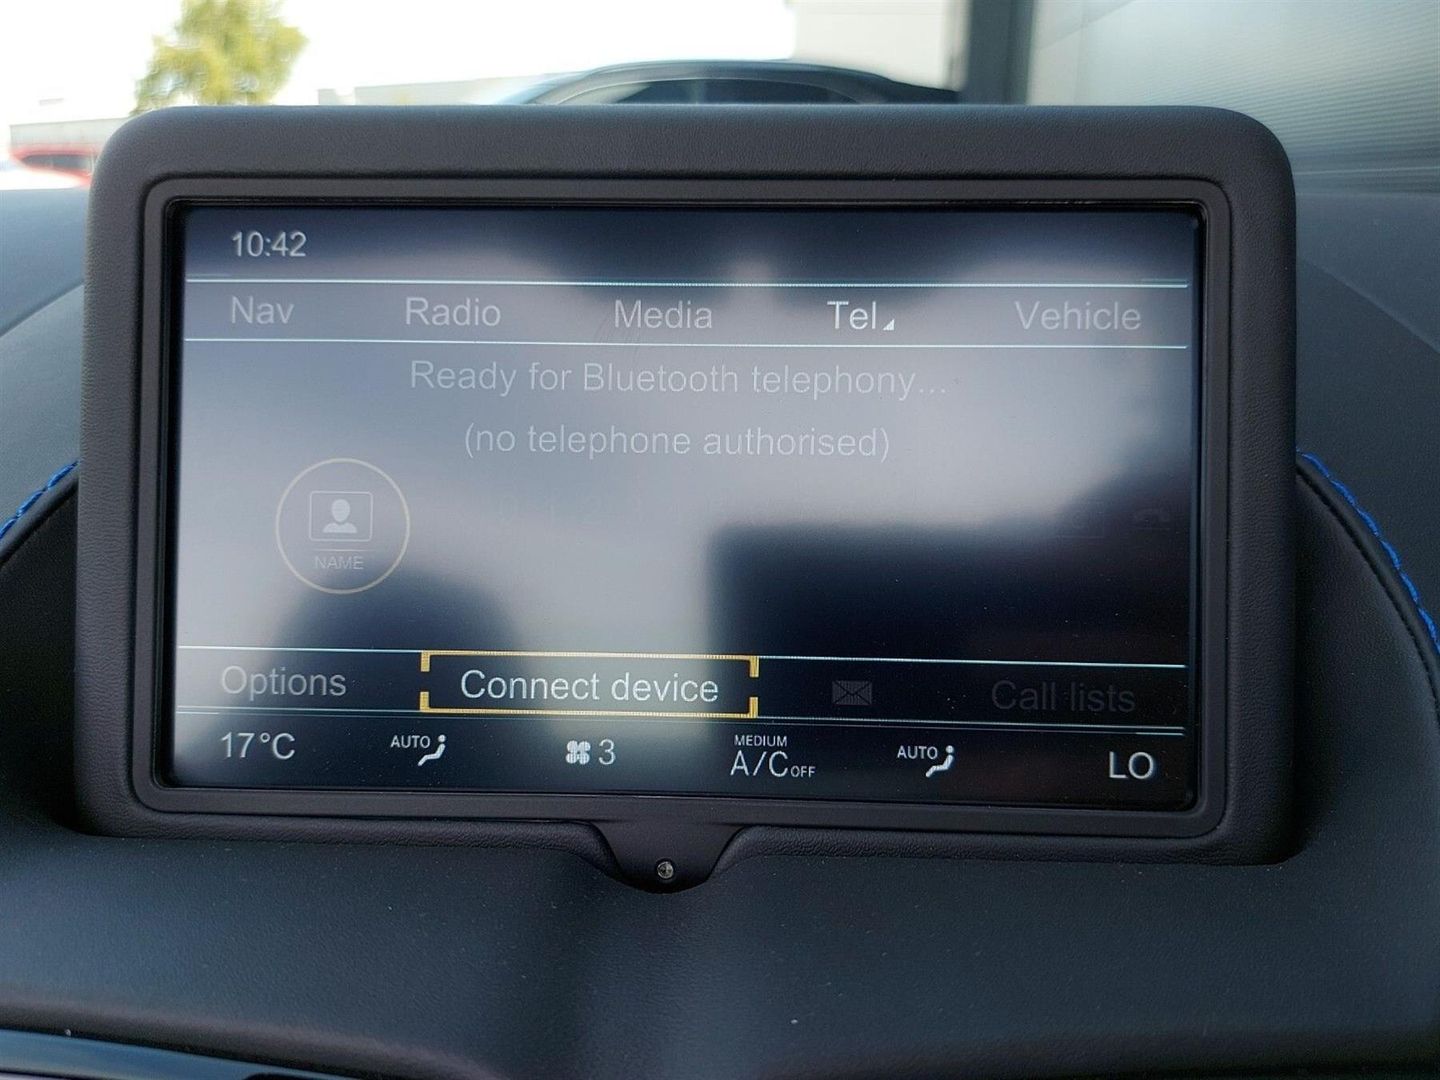 10:42
Nav Radio Media Tel Vehicle
Ready for Bluetooth telephony...
(no telephone authorised)
NAME
Options Connect device Call lists
17°C AUTO 3 MEDIUM A/C OFF AUTO LO